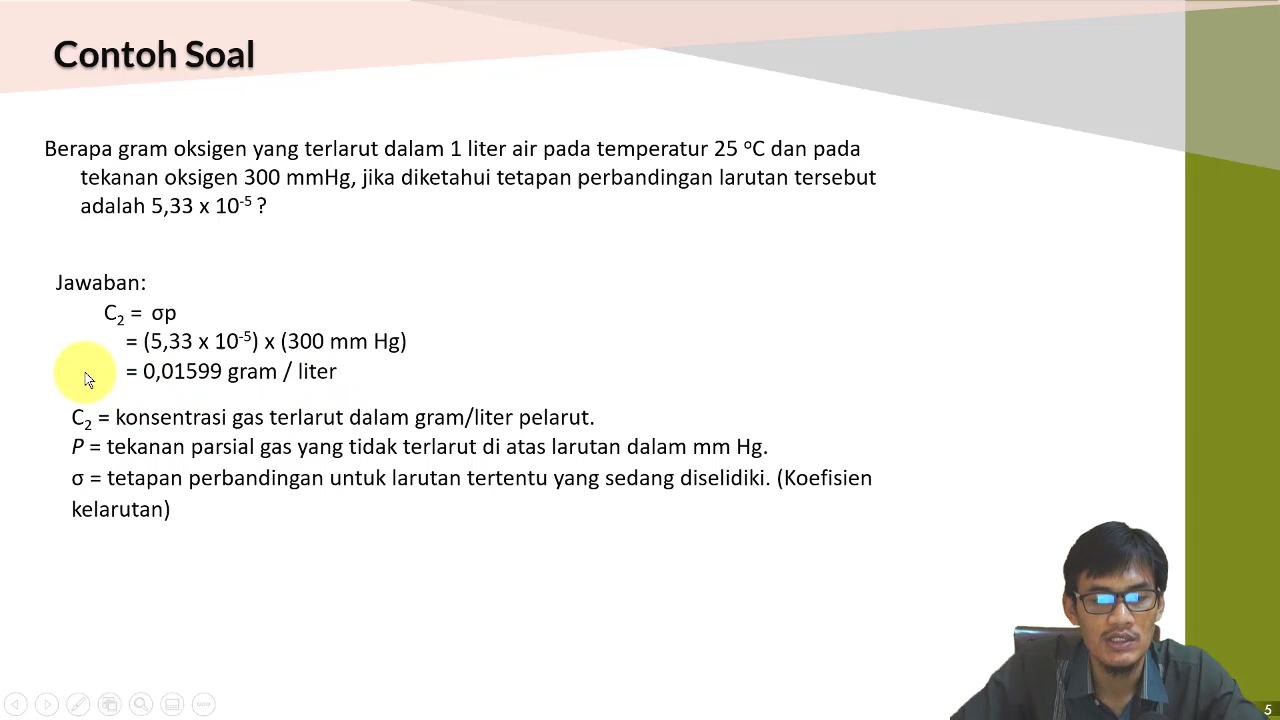 Contoh Soal
Berapa gram oksigen yang terlarut dalam 1 liter air pada temperatur 25 ºC dan pada
tekanan oksigen 300 mmHg, jika diketahui tetapan perbandingan larutan tersebut
adalah 5,33 x 10⁻⁵ ?
Jawaban:
C₂ = σp
= (5,33 x 10⁻⁵) x (300 mm Hg)
= 0,01599 gram / liter
C₂ = konsentrasi gas terlarut dalam gram/liter pelarut.
P = tekanan parsial gas yang tidak terlarut di atas larutan dalam mm Hg.
σ = tetapan perbandingan untuk larutan tertentu yang sedang diselidiki. (Koefisien
kelarutan)
5